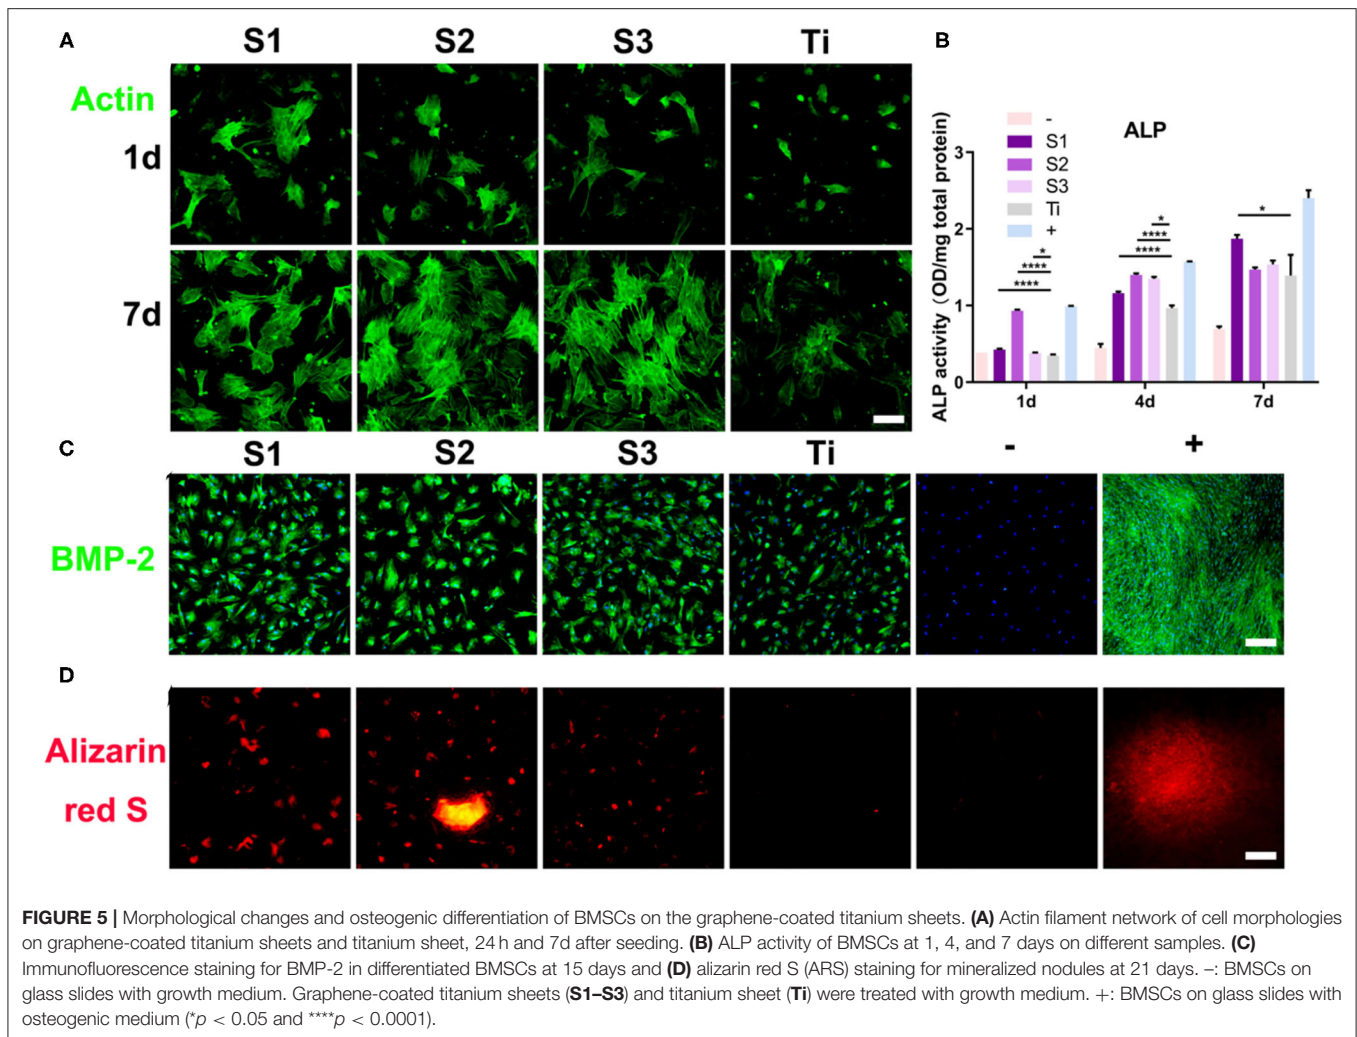 A
S1 S2 S3 Ti
Actin
1d
7d
B
ALP
-
S1
S2
S3
Ti
+
ALP activity（OD/mg total protein)
3
2
1
0
**** **** *
**** **** *
*
1d 4d 7d
C
S1 S2 S3 Ti - +
BMP-2
D
Alizarin
red S
FIGURE 5 | Morphological changes and osteogenic differentiation of BMSCs on the graphene-coated titanium sheets. (A) Actin filament network of cell morphologies
on graphene-coated titanium sheets and titanium sheet, 24 h and 7d after seeding. (B) ALP activity of BMSCs at 1, 4, and 7 days on different samples. (C)
Immunofluorescence staining for BMP-2 in differentiated BMSCs at 15 days and (D) alizarin red S (ARS) staining for mineralized nodules at 21 days. –: BMSCs on
glass slides with growth medium. Graphene-coated titanium sheets (S1–S3) and titanium sheet (Ti) were treated with growth medium. +: BMSCs on glass slides with
osteogenic medium (*p < 0.05 and ****p < 0.0001).